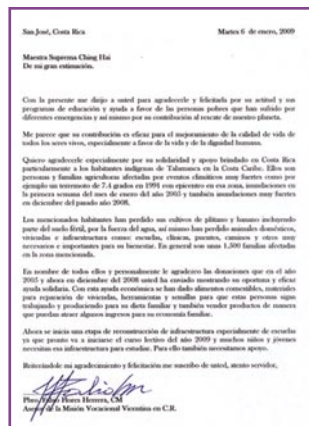 San José, Costa Rica Martes 6 de enero, 2009
Maestra Suprema Ching Hai
De mi gran estimación.
Con la presente me dirijo a usted para agradecerle y felicitarla por su actitud y sus
programas de educación y ayuda a favor de las personas pobres que han sufrido por
diferentes emergencias y así mismo por su contribución al rescate de nuestro planeta.
Me parece que su contribución es eficaz para el mejoramiento de la calidad de vida de
todos los seres vivos, especialmente a favor de la vida y de la dignidad humana.
Quiero agradecerle especialmente por su solidaridad y apoyo brindado en Costa Rica
particularmente a los habitantes indígenas de Talamanca en la Costa Caribe. Ellos son
personas y familias agricultoras afectadas por eventos climáticos muy fuertes como por
ejemplo un terremoto de 7.4 grados en 1991 con epicentro en esa zona, inundaciones en
la primera semana del mes de enero del año 2005 y también inundaciones muy fuertes
en diciembre del pasado año 2008.
Los mencionados habitantes han perdido sus cultivos de plátano y banano incluyendo
parte del suelo fértil, por la fuerza del agua, así mismo han perdido animales domésticos,
viviendas e infraestructura como: escuelas, clínicas, puentes, caminos y otros muy
necesarios e importantes para su bienestar. En general son unas 1,500 familias afectadas
en la zona mencionada.
En nombre de todos ellos y personalmente le agradezco las donaciones que en el año
2005 y ahora en diciembre del 2008 usted ha enviado mostrando su oportuna y eficaz
ayuda solidaria. Con esta ayuda económica se han dado alimentos comestibles, materiales
para reparación de viviendas, herramientas y semillas para que estas personas sigan
trabajando y produciendo para su dieta familiar y también vender productos de manera
que puedan atraer algunos ingresos para su economía familiar.
Ahora se inicia una etapa de reconstrucción de infraestructura especialmente de escuelas
ya que pronto va a iniciarse el curso lectivo del año 2009 y muchos niños y jóvenes
necesitan esa infraestructura para estudiar. Para ello también necesitamos apoyo.
Reiterándole mi agradecimiento y felicitación me suscribo de usted, atento servidor,
Pbro. Flores Herrera, CM
Asesor de la Misión Vocacional Vicentina en C.R.